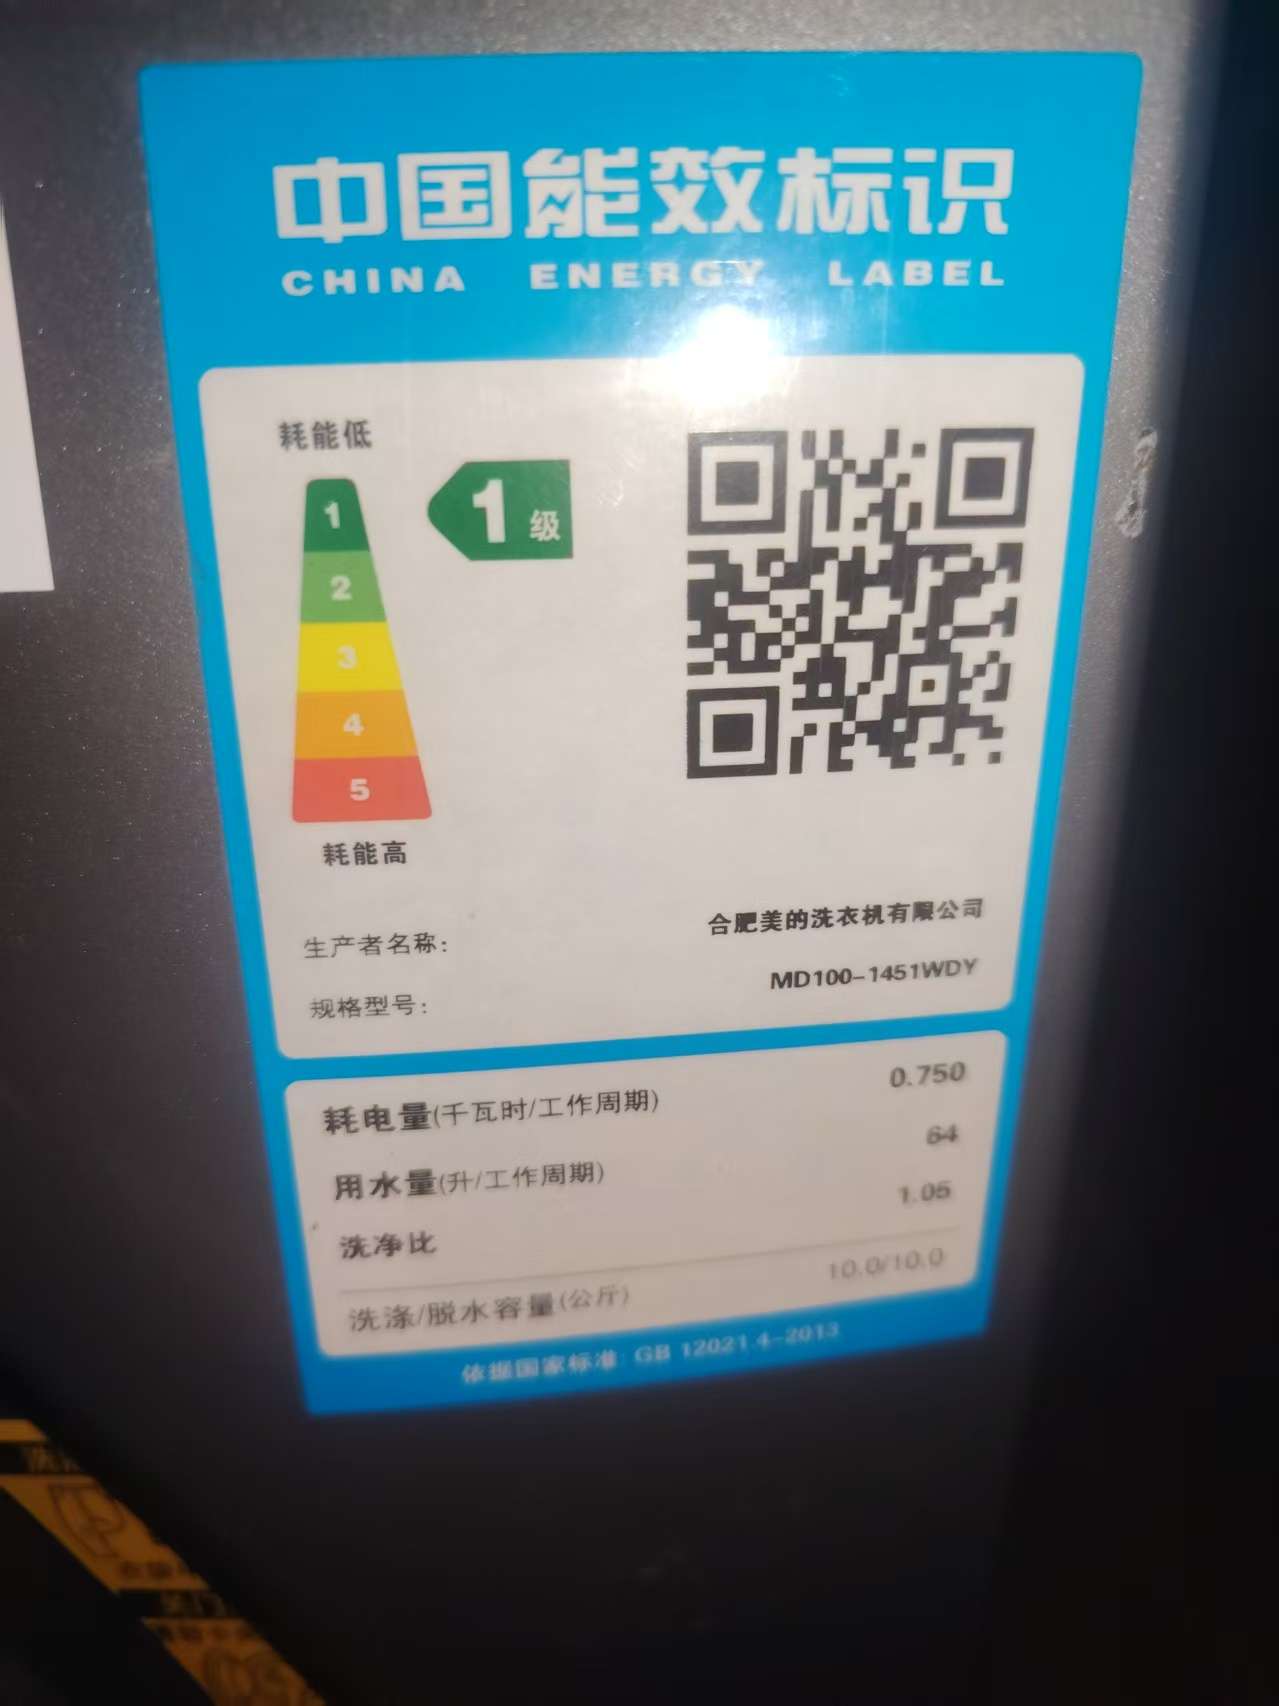 中国能效标识
CHINA ENERGY LABEL
耗能低
1
2
3
4
5
1级
耗能高
生产者名称： 合肥美的洗衣机有限公司
规格型号： MD100-1451WDY
耗电量(千瓦时/工作周期) 0.750
用水量(升/工作周期) 64
洗净比 1.05
洗涤/脱水容量(公斤) 10.0/10.0
依据国家标准: GB 12021.4-2013